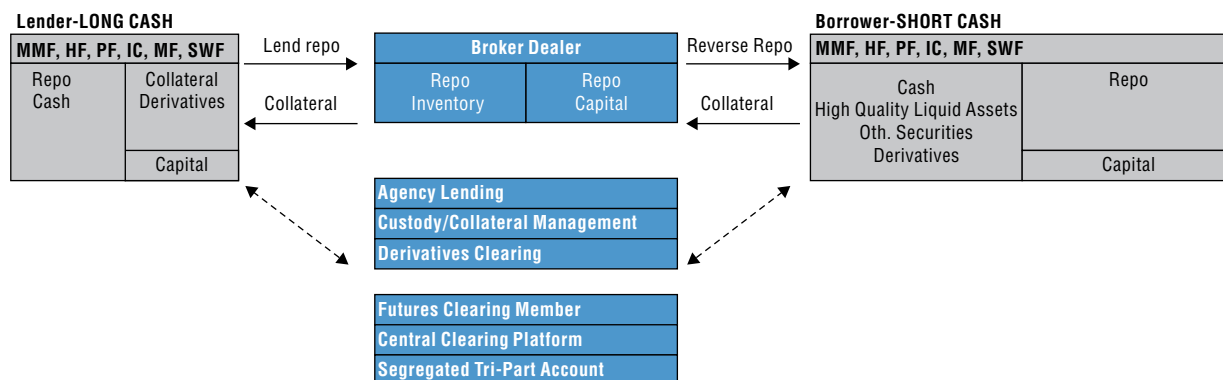 Lender-LONG CASH
MMF, HF, PF, IC, MF, SWF
Repo
Cash
Collateral
Derivatives
Capital
Lend repo
Collateral
Broker Dealer
Repo
Inventory
Repo
Capital
Reverse Repo
Collateral
Borrower-SHORT CASH
MMF, HF, PF, IC, MF, SWF
Cash
High Quality Liquid Assets
Oth. Securities
Derivatives
Repo
Capital
Agency Lending
Custody/Collateral Management
Derivatives Clearing
Futures Clearing Member
Central Clearing Platform
Segregated Tri-Part Account